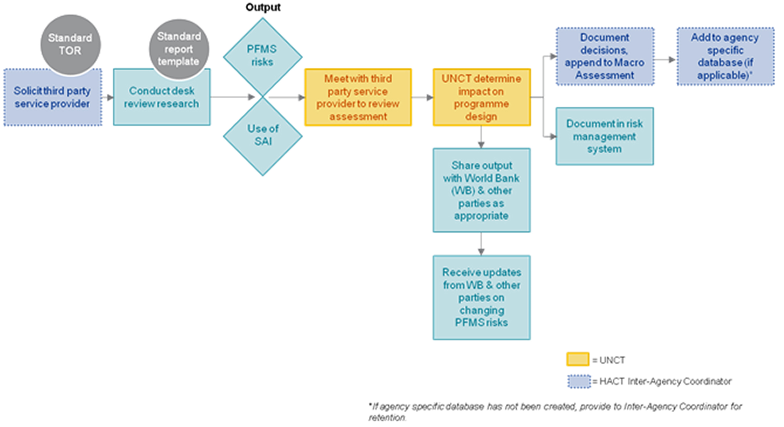 Output
Standard
TOR
Standard
report
template
PFMS
risks
Solicit third party
service provider
Conduct desk
review research
Use of
SAI
Meet with third
party service
provider to review
assessment
UNCT determine
impact on
programme
design
Document
decisions,
append to Macro
Assessment
Add to agency
specific
database (if
applicable)*
Document in risk
management
system
Share output
with World Bank
(WB) & other
parties as
appropriate
Receive updates
from WB & other
parties on
changing
PFMS risks
= UNCT
= HACT Inter-Agency Coordinator
*If agency specific database has not been created, provide to Inter-Agency Coordinator for
retention.